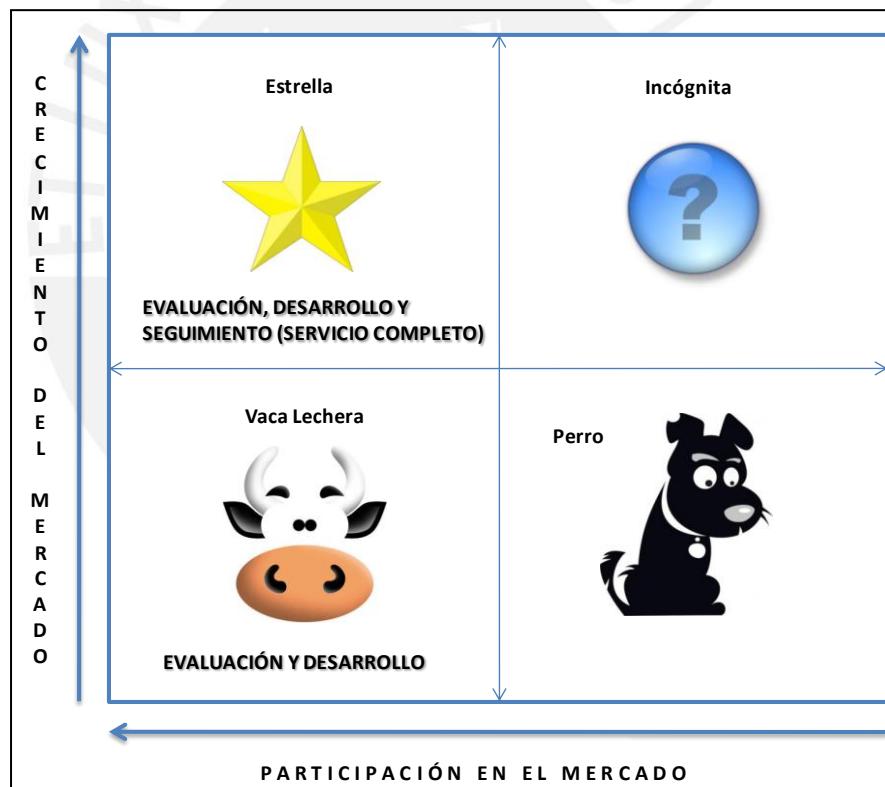 CRECIMIENTO DEL MERCADO
Estrella
Incógnita
?
EVALUACIÓN, DESARROLLO Y
SEGUIMIENTO (SERVICIO COMPLETO)
Vaca Lechera
Perro
EVALUACIÓN Y DESARROLLO
PARTICIPACIÓN EN EL MERCADO